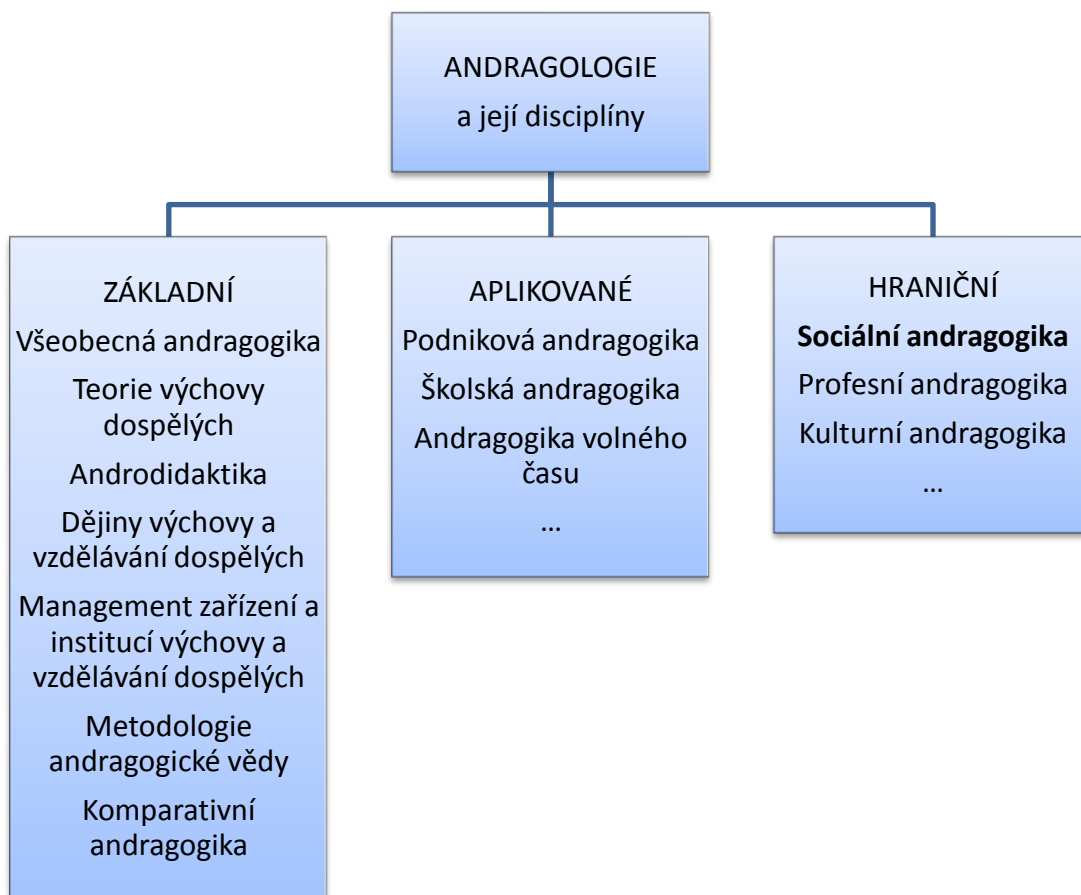 ANDRAGOLOGIE
a její disciplíny
ZÁKLADNÍ
Všeobecná andragogika
Teorie výchovy
dospělých
Androdidaktika
Dějiny výchovy a
vzdělávání dospělých
Management zařízení a
institucí výchovy a
vzdělávání dospělých
Metodologie
andragogické vědy
Komparativní
andragogika
APLIKOVANÉ
Podniková andragogika
Školská andragogika
Andragogika volného
času
...
HRANIČNÍ
Sociální andragogika
Profesní andragogika
Kulturní andragogika
...